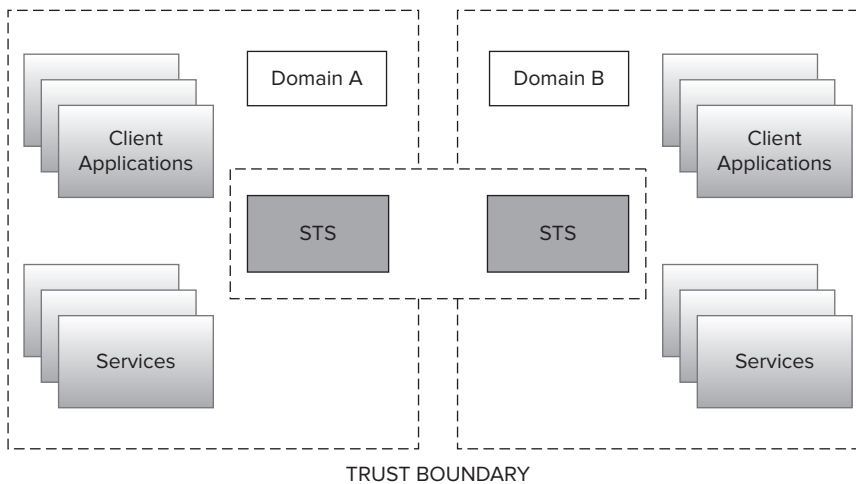 Domain A
Domain B
Client
Applications
Client
Applications
STS
STS
Services
Services
TRUST BOUNDARY